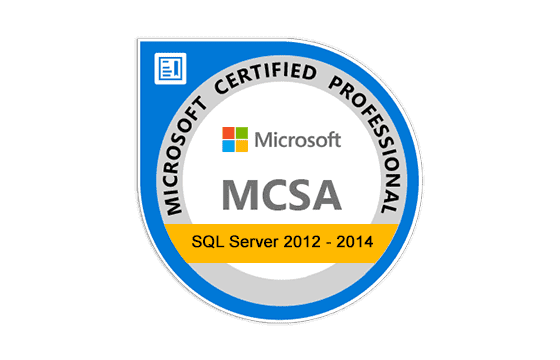 MICROSOFT CERTIFIED PROFESSIONAL
Microsoft
MCSA
SQL Server 2012 - 2014